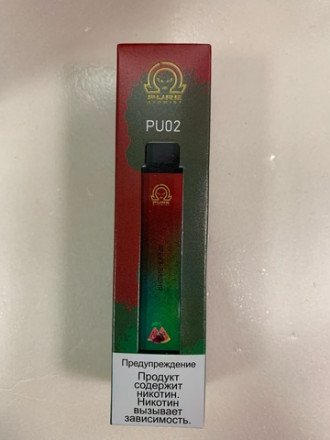 PU02
Предупреждение
Продукт
содержит
никотин.
Никотин
вызывает
зависимость.